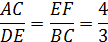 AC/DE = EF/BC = 4/3